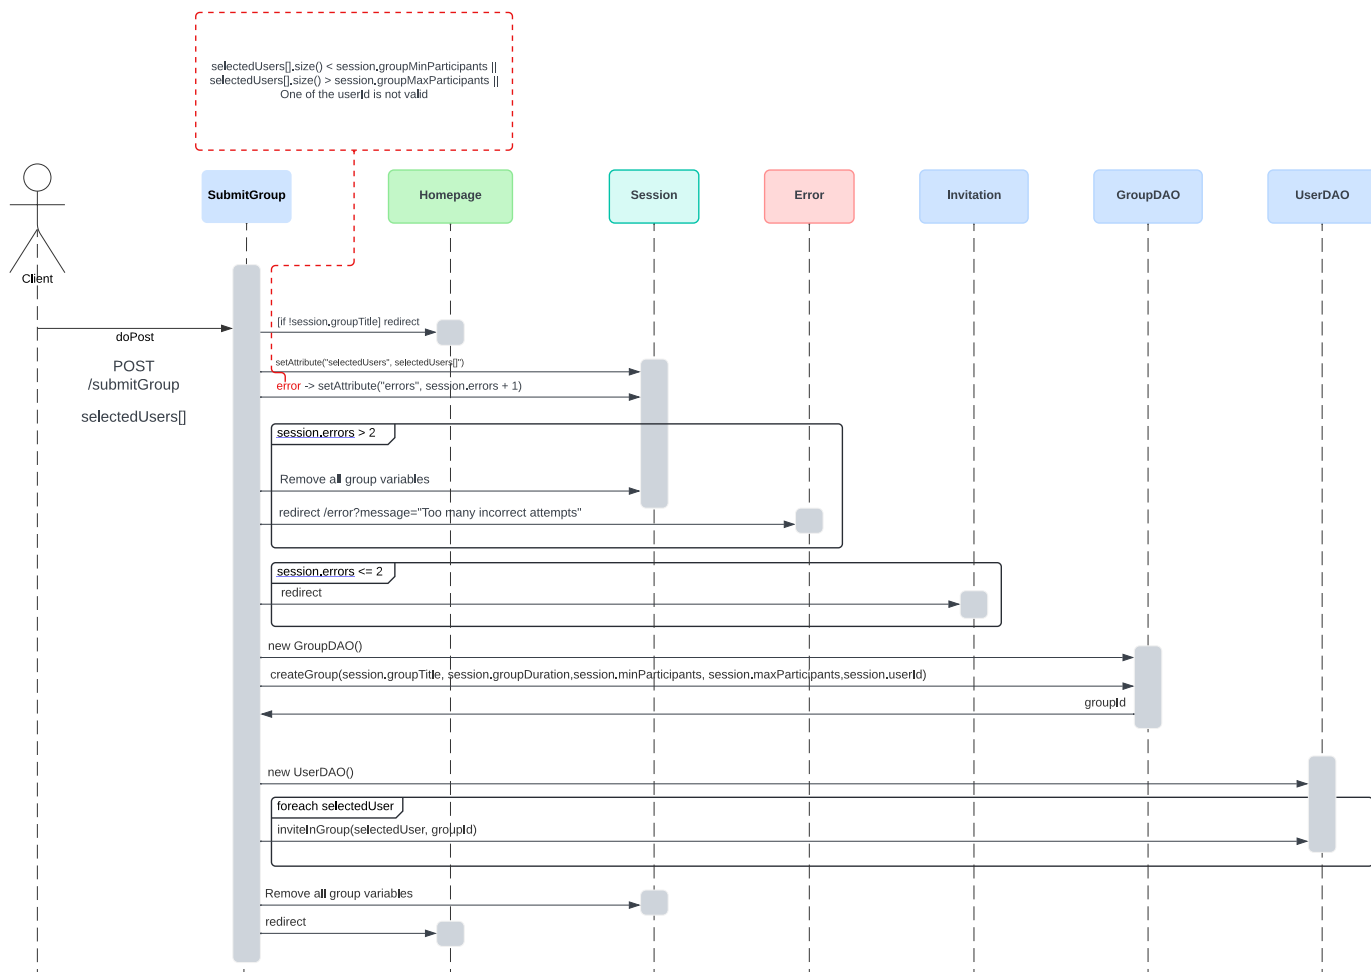 selectedUsers[].size() < session.groupMinParticipants ||
selectedUsers[].size() > session.groupMaxParticipants ||
One of the userId is not valid
SubmitGroup
Homepage
Session
Error
Invitation
GroupDAO
UserDAO
Client
doPost
POST
/submitGroup
selectedUsers[]
[if !session.groupTitle] redirect
setAttribute("selectedUsers", selectedUsers[]")
error -> setAttribute("errors", session.errors + 1)
session.errors > 2
Remove all group variables
redirect /error?message="Too many incorrect attempts"
session.errors <= 2
redirect
new GroupDAO()
createGroup(session.groupTitle, session.groupDuration,session.minParticipants, session.maxParticipants,session.userId)
groupId
new UserDAO()
foreach selectedUser
inviteInGroup(selectedUser, groupId)
Remove all group variables
redirect